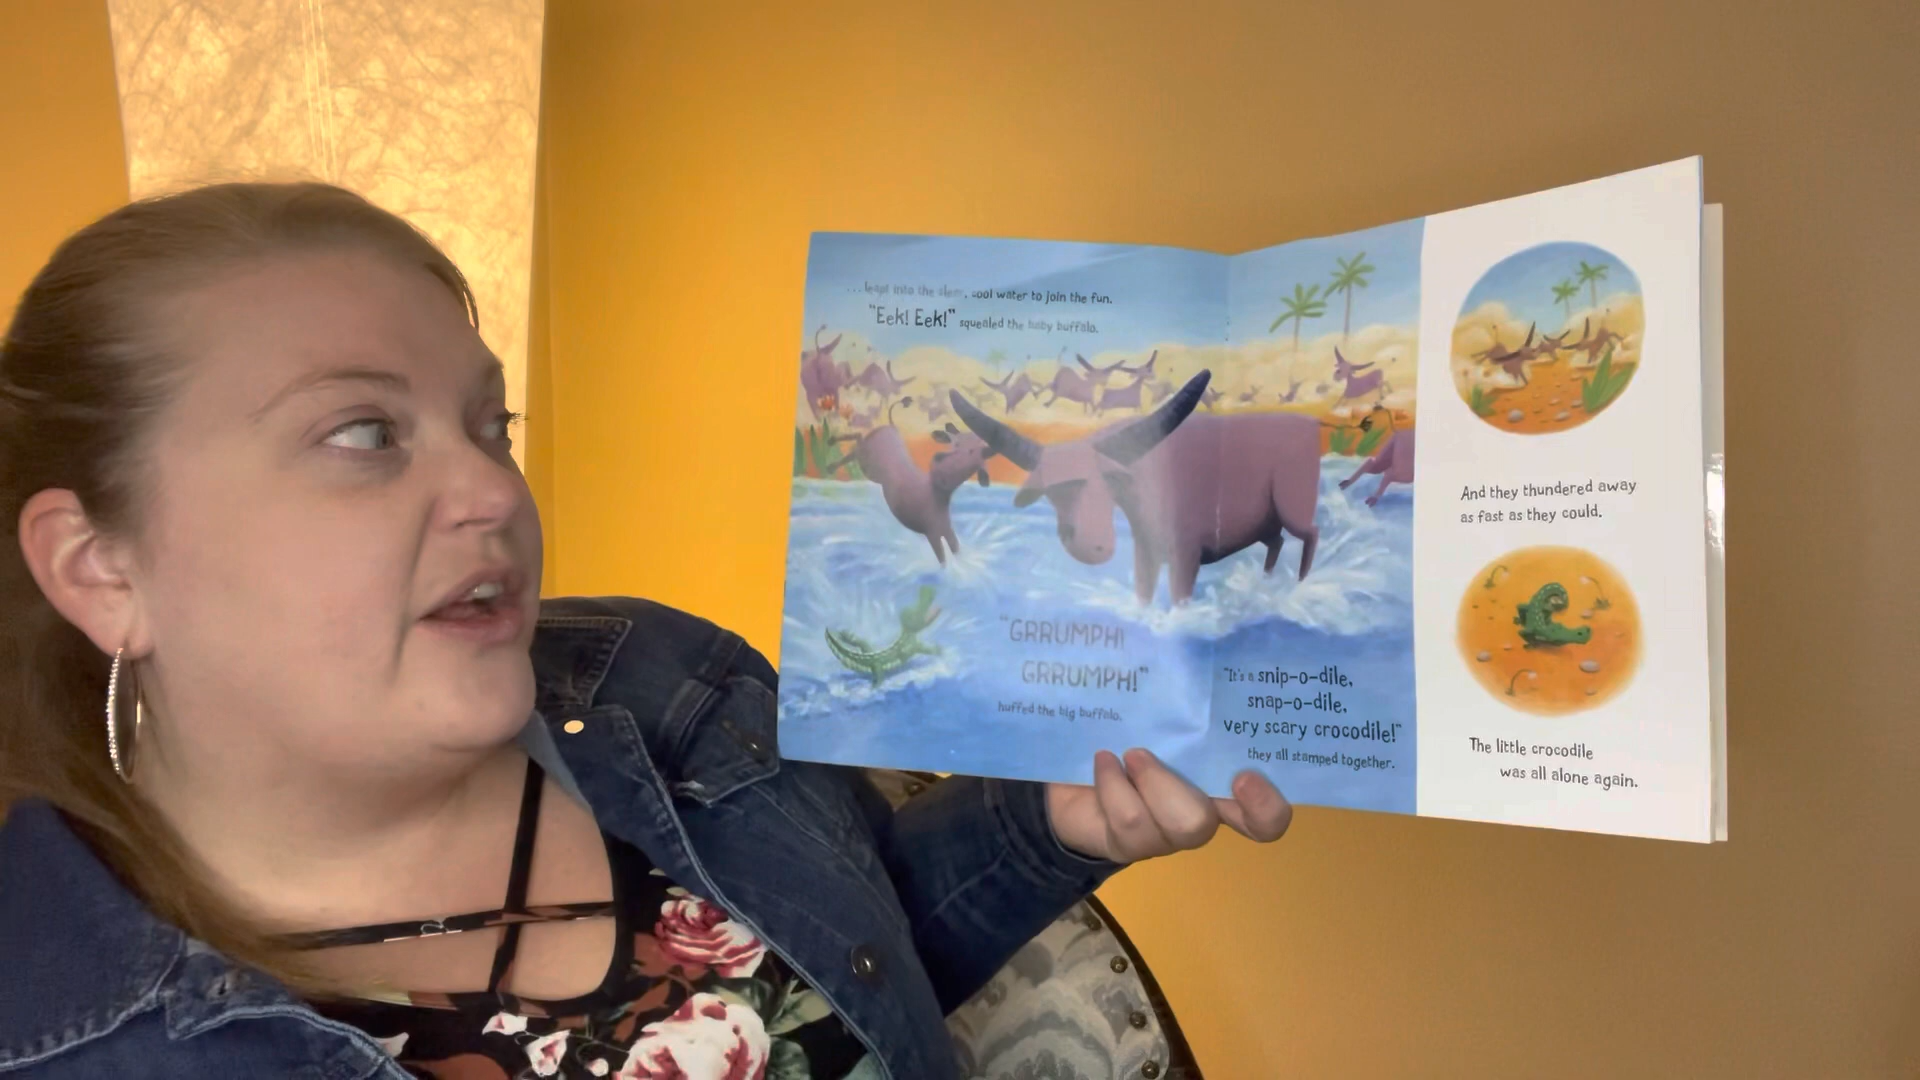 ...leapt into the clear, cool water to join the fun.
"Eek! Eek!" squealed the baby buffalo.
"GRRUMPH!
GRRUMPH!"
huffed the big buffalo.
"It's a snip-o-dile,
snap-o-dile,
very scary crocodile!"
they all stamped together.
And they thundered away
as fast as they could.
The little crocodile
was all alone again.